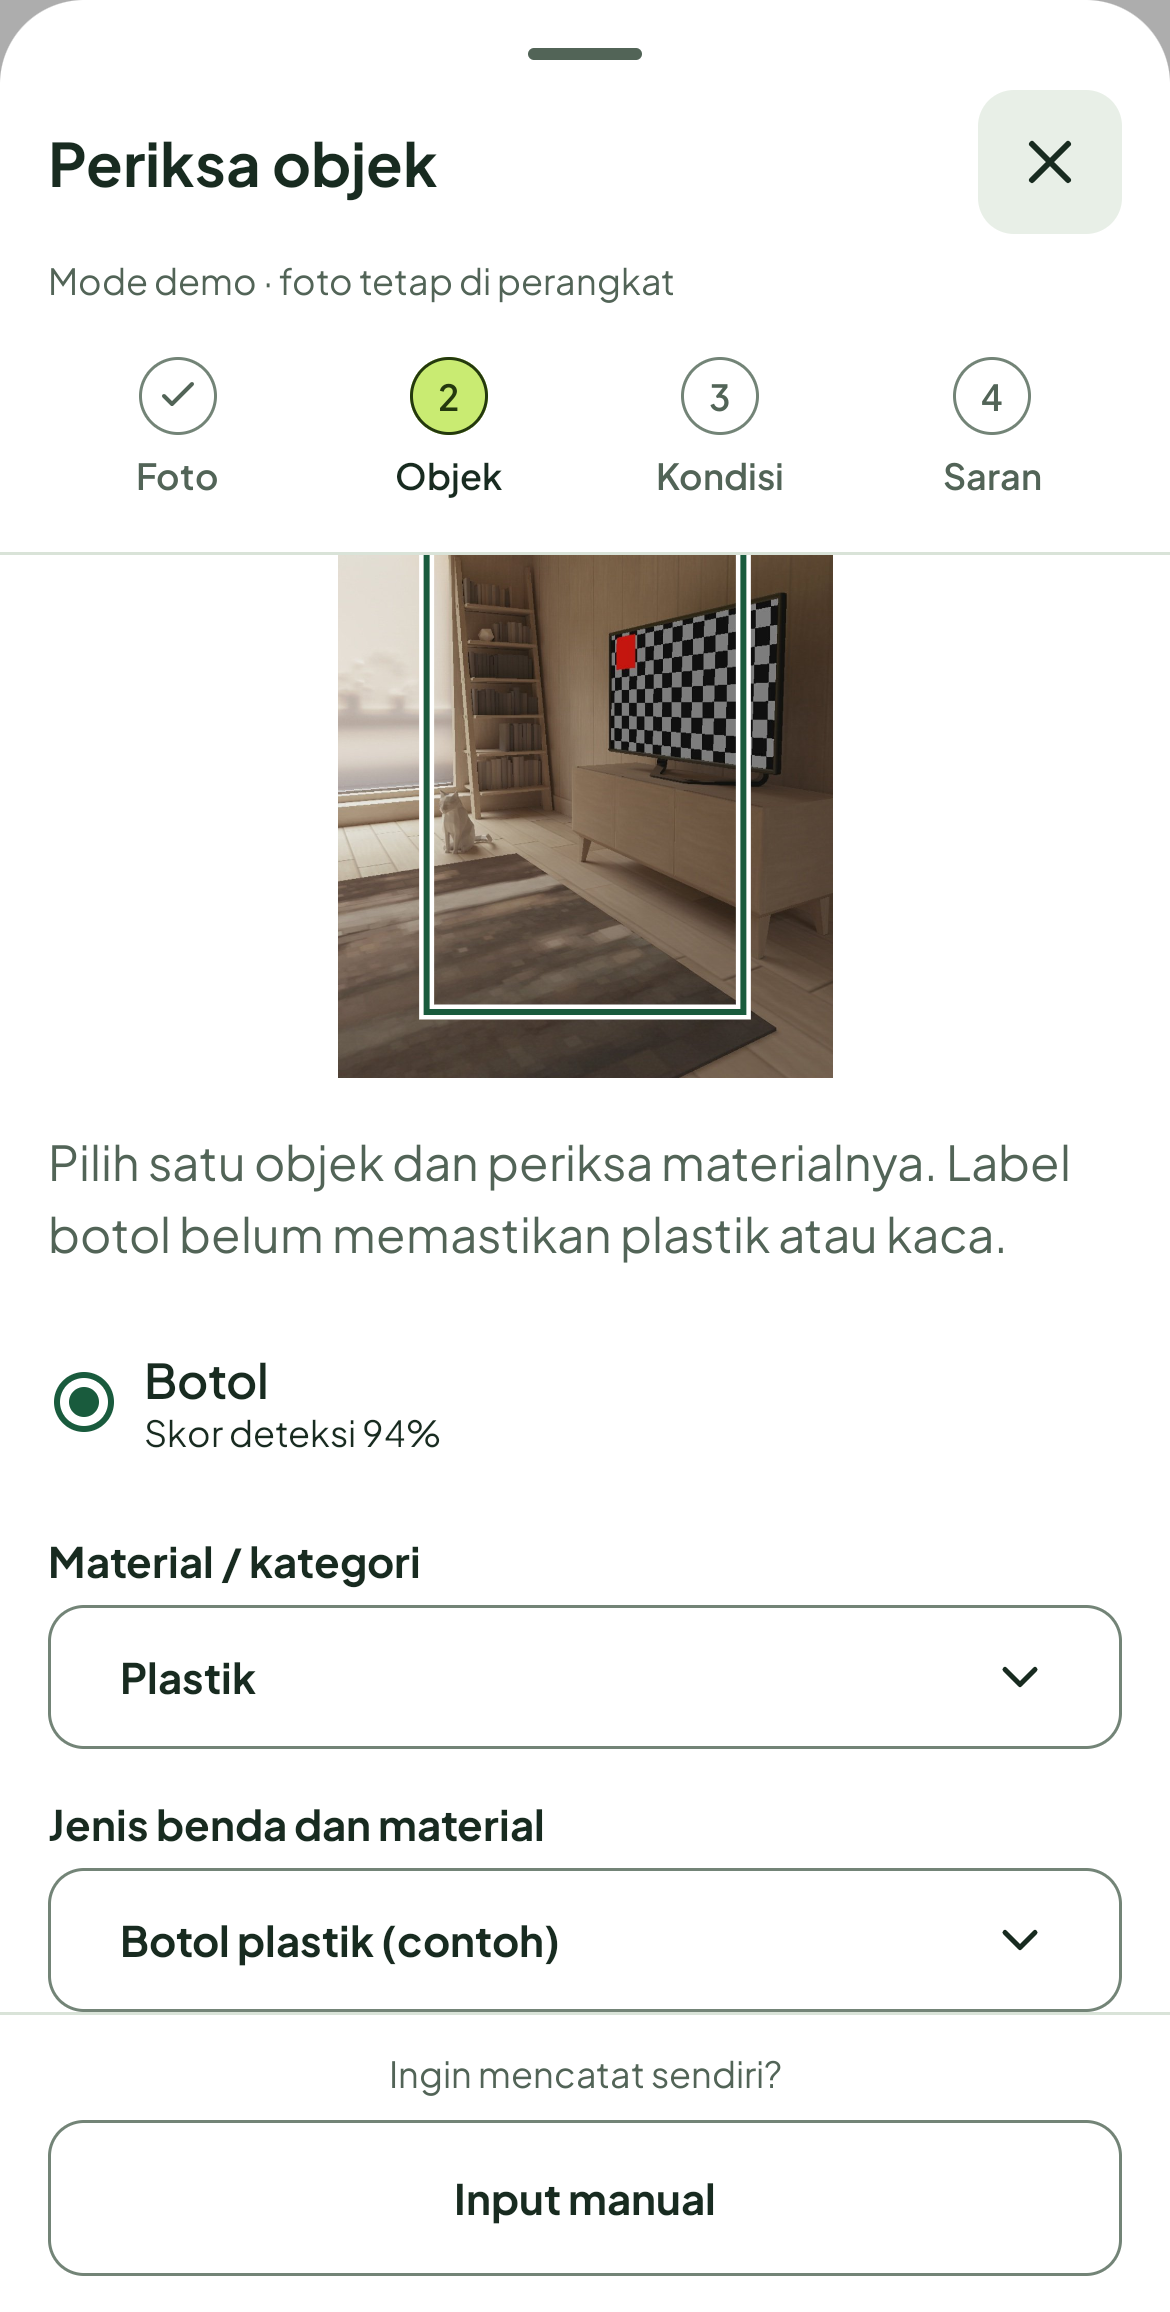 Periksa objek
Mode demo · foto tetap di perangkat
2
3
4
Foto
Objek
Kondisi
Saran
Pilih satu objek dan periksa materialnya. Label
botol belum memastikan plastik atau kaca.
Botol
Skor deteksi 94%
Material / kategori
Plastik
Jenis benda dan material
Botol plastik (contoh)
Ingin mencatat sendiri?
Input manual